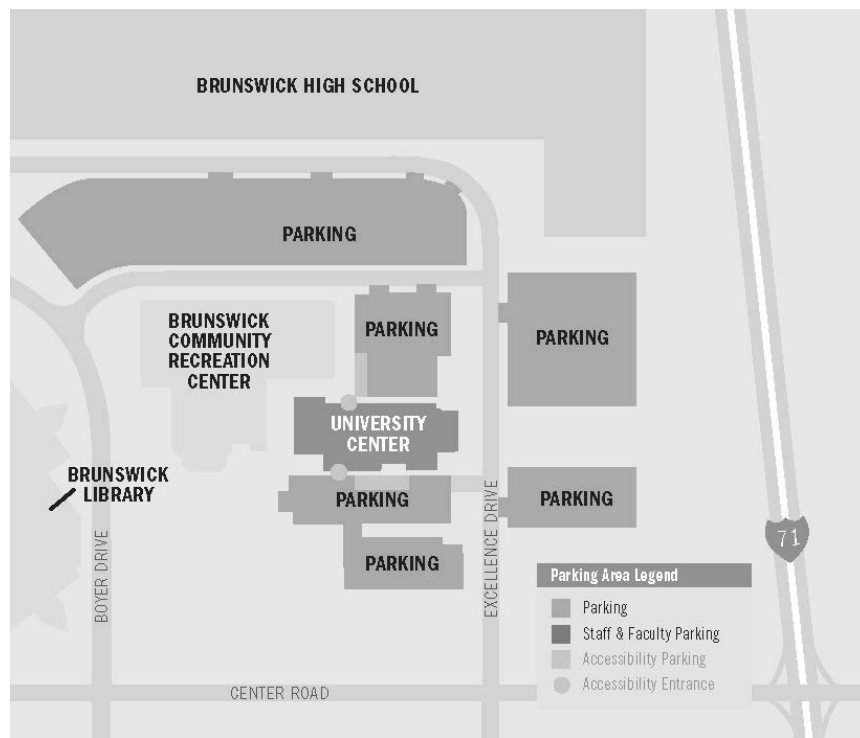 BRUNSWICK HIGH SCHOOL
PARKING
BRUNSWICK
COMMUNITY
RECREATION
CENTER
PARKING
PARKING
UNIVERSITY
CENTER
BRUNSWICK
LIBRARY
PARKING
PARKING
PARKING
BOYER DRIVE
EXCELLENCE DRIVE
71
Parking Area Legend
Parking
Staff & Faculty Parking
Accessibility Parking
Accessibility Entrance
CENTER ROAD